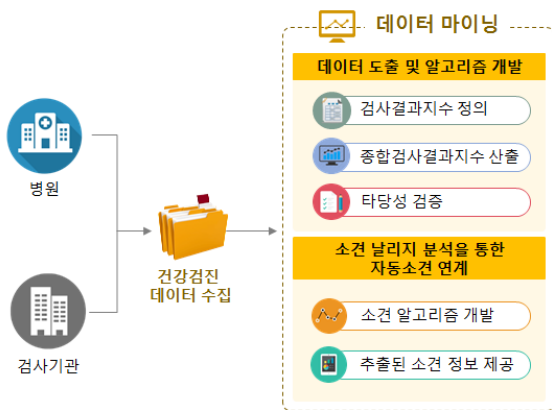 데이터 마이닝
데이터 도출 및 알고리즘 개발
검사결과지수 정의
종합검사결과지수 산출
타당성 검증
병원
건강검진
데이터 수집
검사기관
소견 날리지 분석을 통한
자동소견 연계
소견 알고리즘 개발
추출된 소견 정보 제공